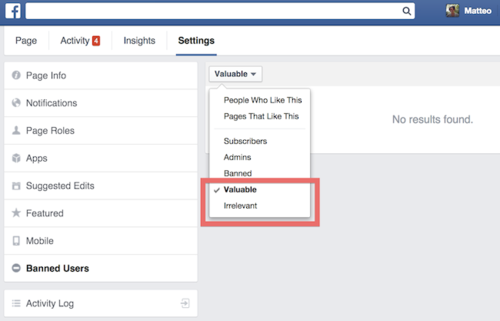 f
Matteo
Page
Activity 4
Insights
Settings
Page Info
Notifications
Page Roles
Apps
Suggested Edits
Featured
Mobile
Banned Users
Activity Log
Valuable
People Who Like This
Pages That Like This
Subscribers
Admins
Banned
Valuable
Irrelevant
No results found.